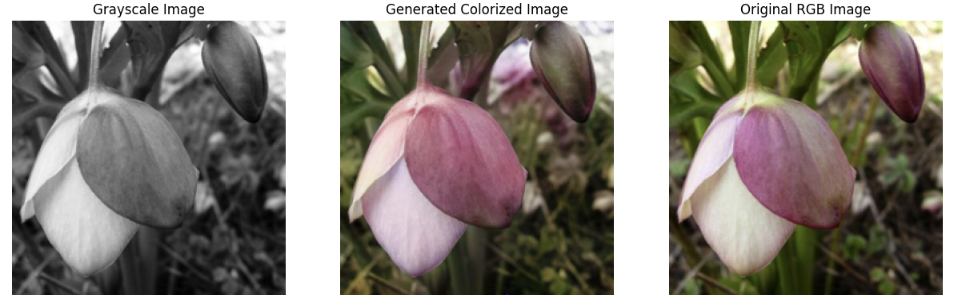 Grayscale Image
Generated Colorized Image
Original RGB Image